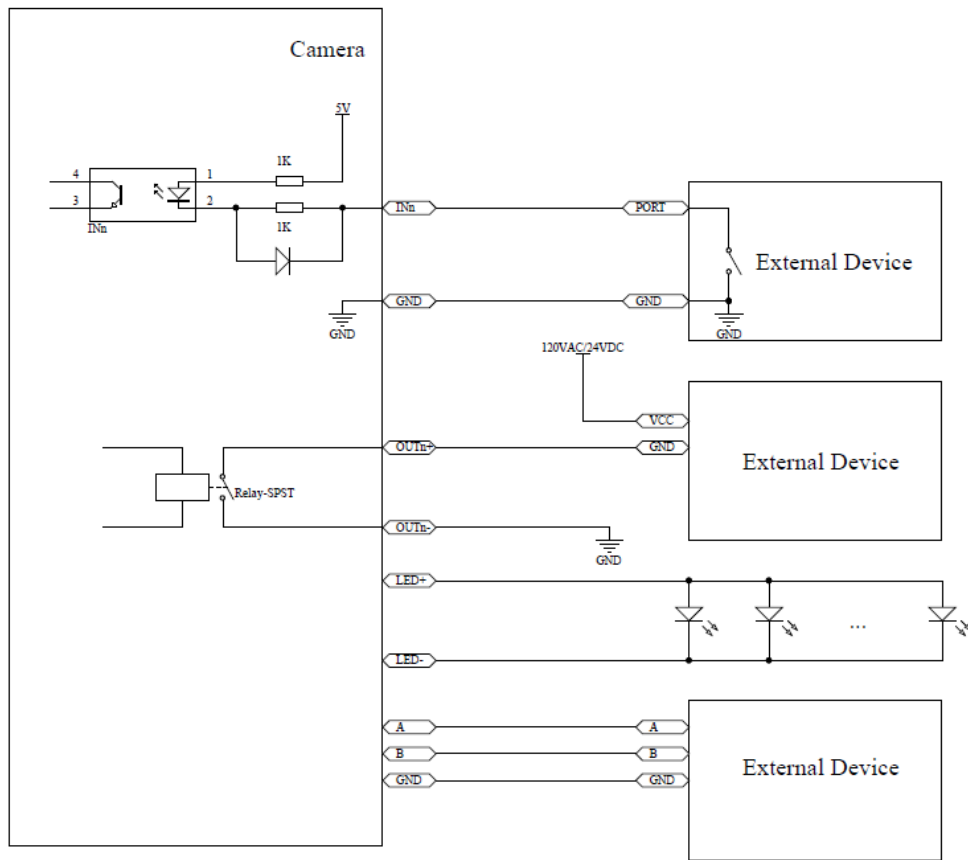 Camera
5V
1K
4
1
3
2
INn
1K
INn
PORT
External Device
GND
GND
GND
GND
120VAC/24VDC
VCC
OUTn+
GND
External Device
Relay-SPST
OUTn-
GND
LED+
...
LED-
A
A
B
B
External Device
GND
GND